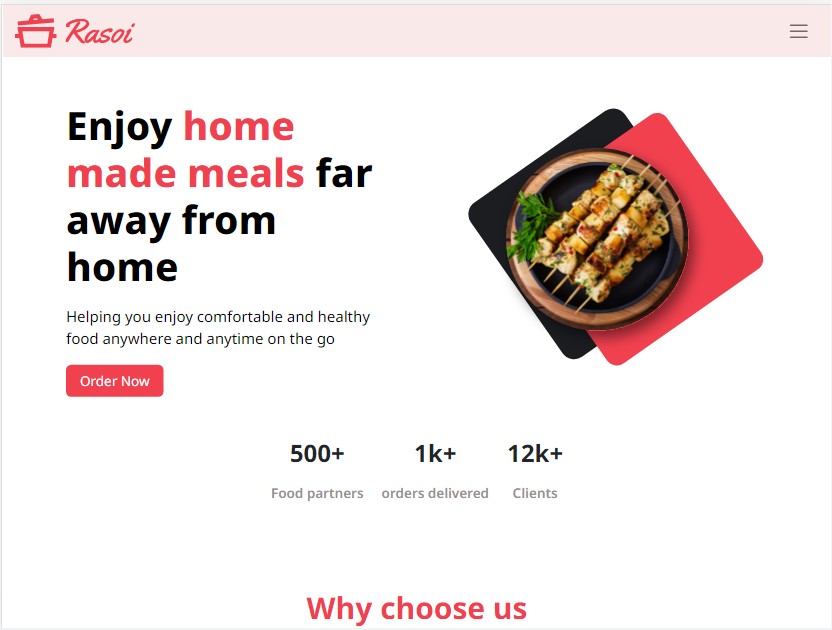 Rasoi
Enjoy home
made meals far
away from
home
Helping you enjoy comfortable and healthy
food anywhere and anytime on the go
Order Now
500+ 1k+ 12k+
Food partners orders delivered Clients
Why choose us